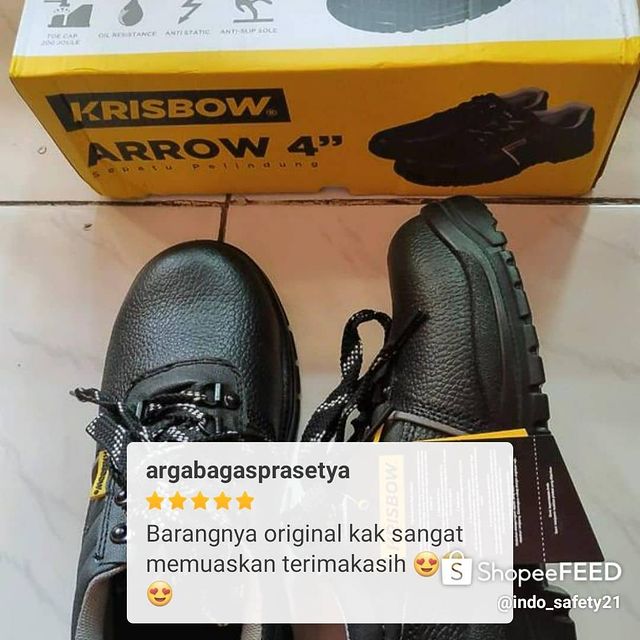 TOE CAP
200 JOULE
OIL RESISTANCE
ANTI STATIC
ANTI-SLIP SOLE
KRISBOW®
ARROW 4”
Sepatu Pelindung
KRISBOW
argabagasprasetya
Barangnya original kak sangat
memuaskan terimakasih 😍
😍
S ShopeeFEED
@indo_safety21